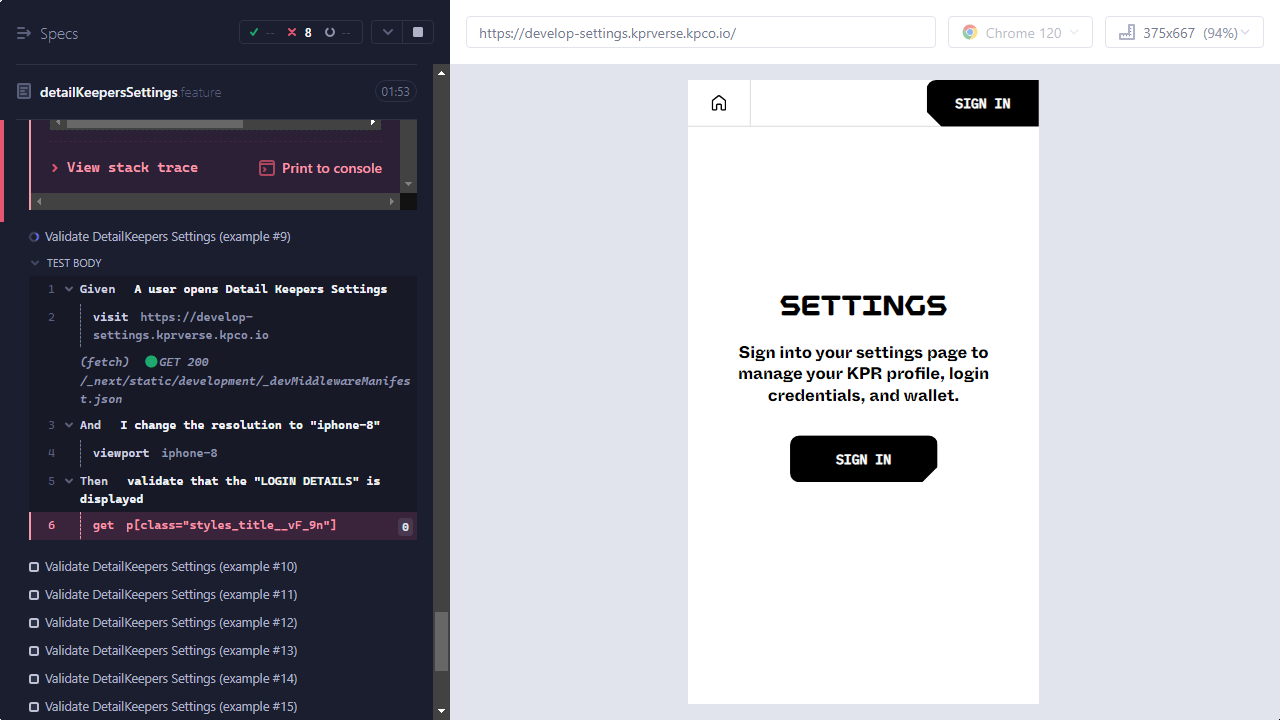 Specs
-- 8 --
detailKeepersSettings feature 01:53
View stack trace Print to console
Validate DetailKeepers Settings (example #9)
TEST BODY
1 Given A user opens Detail Keepers Settings
2 visit https://develop-
settings.kprverse.kpco.io
(fetch) GET 200
/_next/static/development/_devMiddlewareManifes
t.json
3 And I change the resolution to "iphone-8"
4 viewport iphone-8
5 Then validate that the "LOGIN DETAILS" is
displayed
6 get p[class="styles_title__vF_9n"] 0
Validate DetailKeepers Settings (example #10)
Validate DetailKeepers Settings (example #11)
Validate DetailKeepers Settings (example #12)
Validate DetailKeepers Settings (example #13)
Validate DetailKeepers Settings (example #14)
Validate DetailKeepers Settings (example #15)
https://develop-settings.kprverse.kpco.io/
Chrome 120
375x667 (94%)
SIGN IN
SETTINGS
Sign into your settings page to
manage your KPR profile, login
credentials, and wallet.
SIGN IN